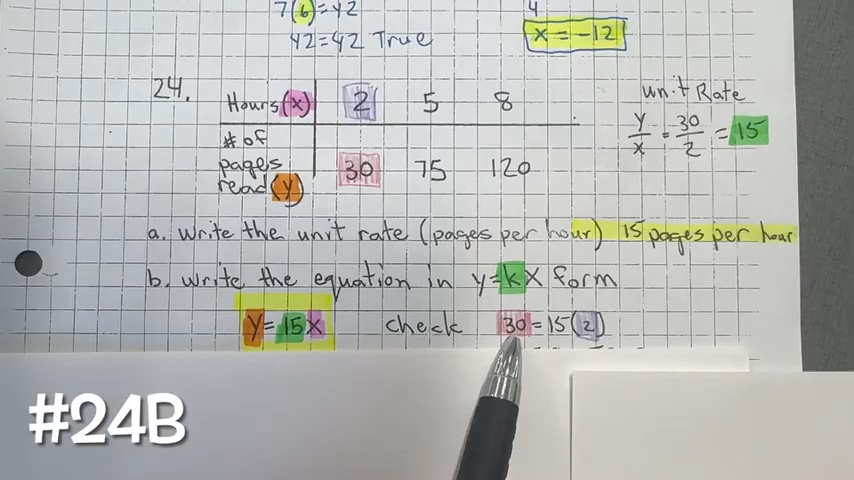 7(6)=42
42=42 True
4
x = -12
24.
Hours(x) 2 5 8
# of
pages
read(y) 30 75 120
unit Rate
y/x = 30/2 = 15
a. Write the unit rate (pages per hour) 15 pages per hour
b. Write the equation in y=kx form
y=15x check 30=15(2)
#24B